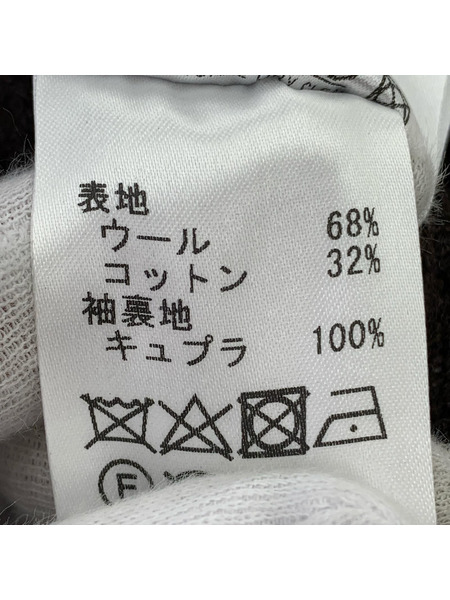 表地
ウール 68%
コットン 32%
袖裏地
キュプラ 100%
F